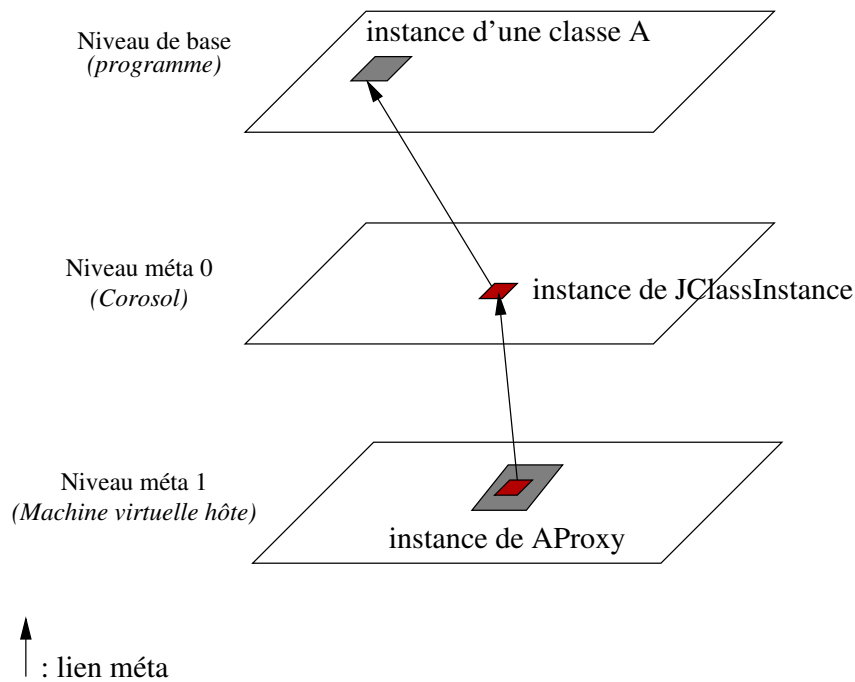 Niveau de base
(programme)
instance d'une classe A
Niveau méta 0
(Corosol)
instance de JClassInstance
Niveau méta 1
(Machine virtuelle hôte)
instance de AProxy
: lien méta